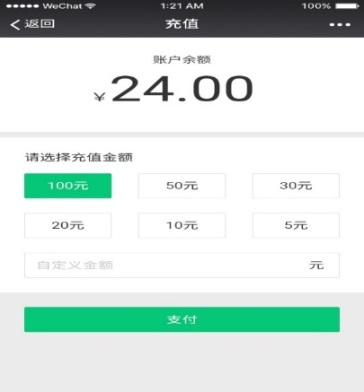 WeChat 1:21 AM 100%
返回 充值
账户余额
¥24.00
请选择充值金额
100元 50元 30元
20元 10元 5元
自定义金额 元
支付